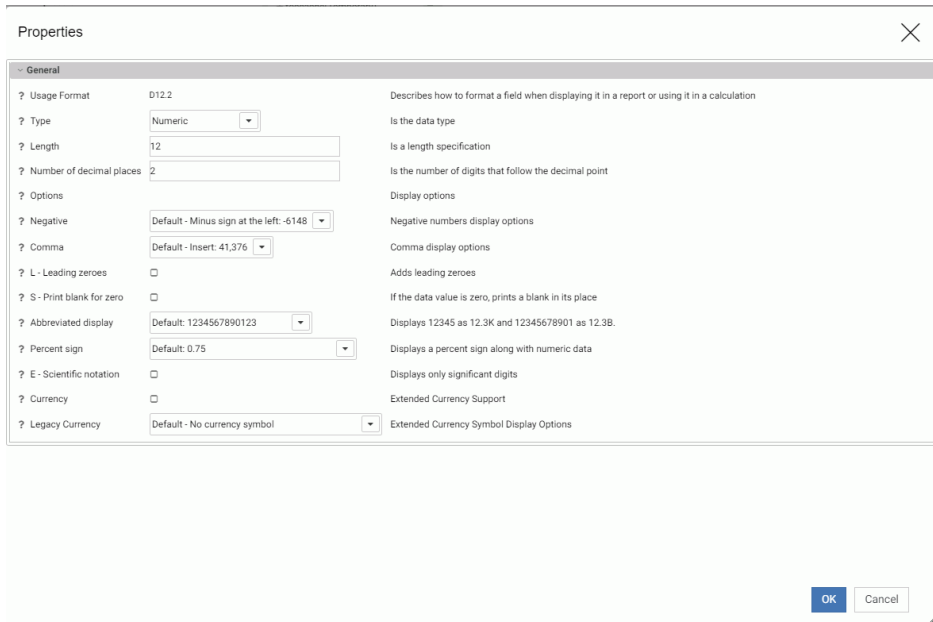 Properties
General
? Usage Format D12.2 Describes how to format a field when displaying it in a report or using it in a calculation
? Type Numeric Is the data type
? Length 12 Is a length specification
? Number of decimal places 2 Is the number of digits that follow the decimal point
? Options Display options
? Negative Default - Minus sign at the left: -6148 Negative numbers display options
? Comma Default - Insert: 41,376 Comma display options
? L - Leading zeroes Adds leading zeroes
? S - Print blank for zero If the data value is zero, prints a blank in its place
? Abbreviated display Default: 1234567890123 Displays 12345 as 12.3K and 12345678901 as 12.3B.
? Percent sign Default: 0.75 Displays a percent sign along with numeric data
? E - Scientific notation Displays only significant digits
? Currency Extended Currency Support
? Legacy Currency Default - No currency symbol Extended Currency Symbol Display Options
OK Cancel